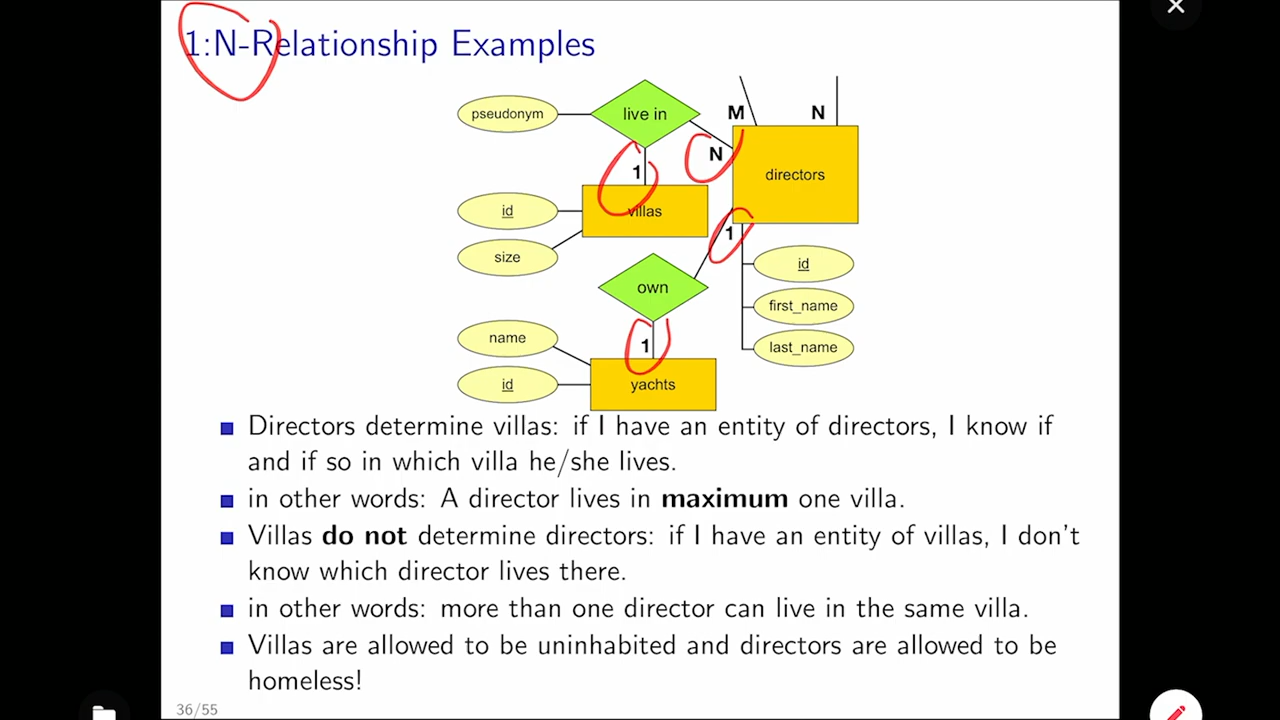 1:N-Relationship Examples
pseudonym
live in
M
N
N
1
directors
id
villas
size
1
id
own
first_name
name
1
last_name
id
yachts
Directors determine villas: if I have an entity of directors, I know if
and if so in which villa he/she lives.
in other words: A director lives in maximum one villa.
Villas do not determine directors: if I have an entity of villas, I don't
know which director lives there.
in other words: more than one director can live in the same villa.
Villas are allowed to be uninhabited and directors are allowed to be
homeless!
36/55